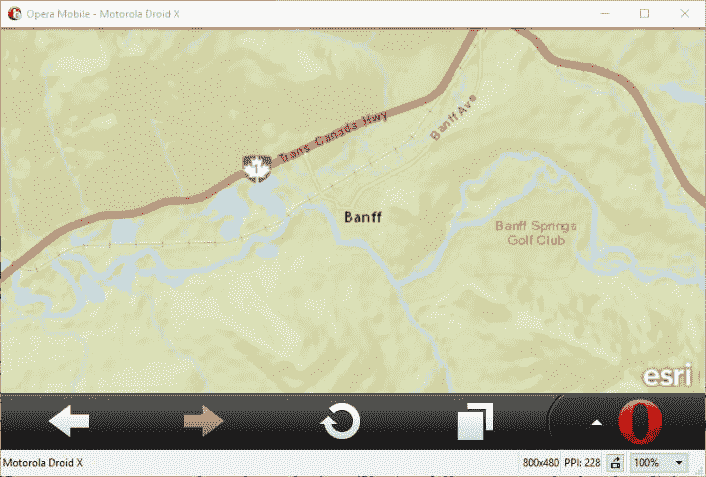 Opera Mobile - Motorola Droid X
Trans Canada Hwy
Banff Ave
1
Banff
Banff Springs
Golf Club
esri
Motorola Droid X
800x480 PPI: 228
100%